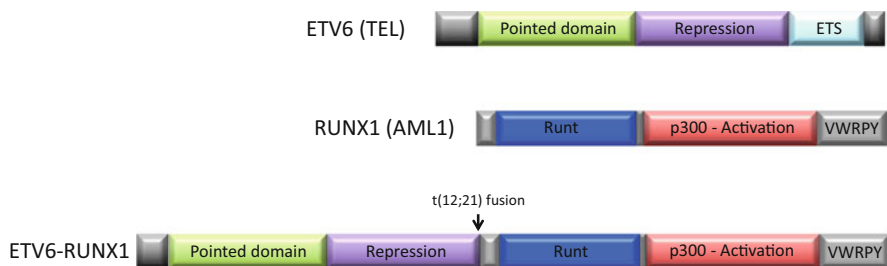 ETV6 (TEL) Pointed domain Repression ETS
RUNX1 (AML1) Runt p300 - Activation VWRPY
t(12;21) fusion
ETV6-RUNX1 Pointed domain Repression Runt p300 - Activation VWRPY